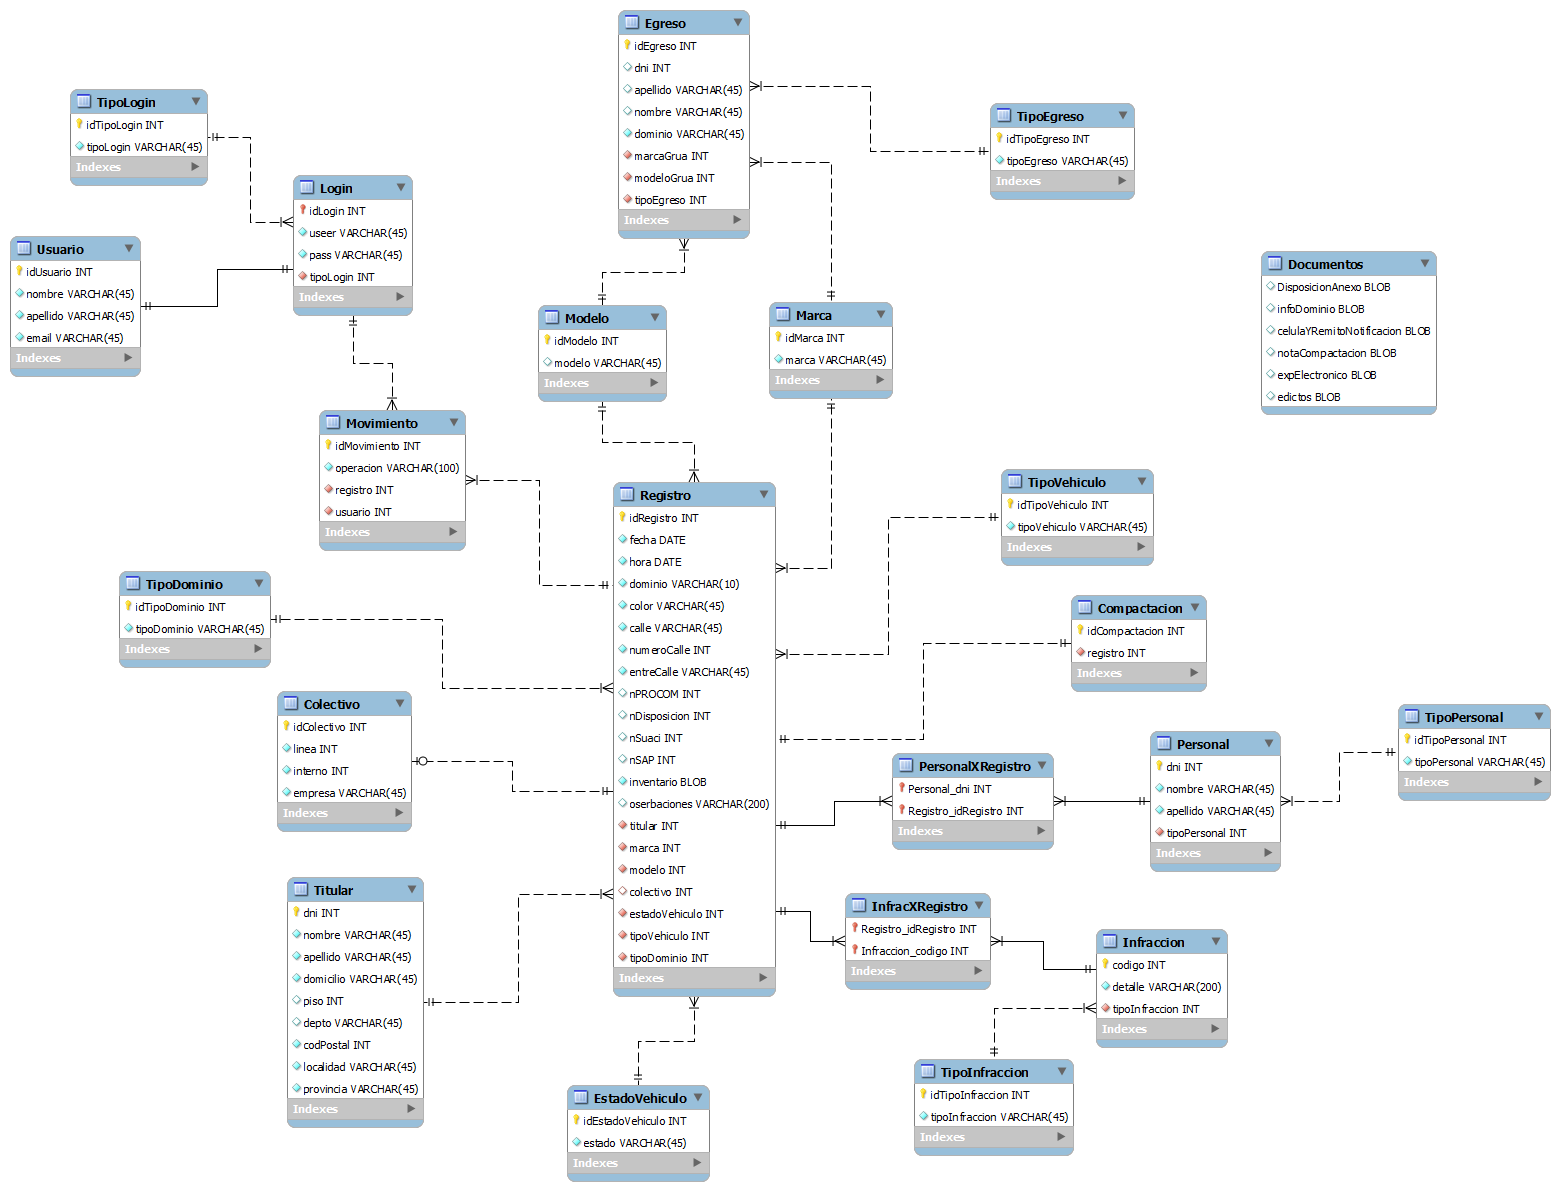 Egreso
idEgreso INT
dni INT
apellido VARCHAR(45)
nombre VARCHAR(45)
dominio VARCHAR(45)
marcaGrua INT
modeloGrua INT
tipoEgreso INT
Indexes
TipoLogin
idTipoLogin INT
tipoLogin VARCHAR(45)
Indexes
TipoEgreso
idTipoEgreso INT
tipoEgreso VARCHAR(45)
Indexes
Login
idLogin INT
useer VARCHAR(45)
pass VARCHAR(45)
tipoLogin INT
Indexes
Usuario
idUsuario INT
nombre VARCHAR(45)
apellido VARCHAR(45)
email VARCHAR(45)
Indexes
Documentos
DisposicionAnexo BLOB
infoDominio BLOB
celulaYRemitoNotificacion BLOB
notaCompactacion BLOB
expElectronico BLOB
edictos BLOB
Modelo
idModelo INT
modelo VARCHAR(45)
Indexes
Marca
idMarca INT
marca VARCHAR(45)
Indexes
Movimiento
idMovimiento INT
operacion VARCHAR(100)
registro INT
usuario INT
Indexes
Registro
idRegistro INT
fecha DATE
hora DATE
dominio VARCHAR(10)
color VARCHAR(45)
calle VARCHAR(45)
numeroCalle INT
entreCalle VARCHAR(45)
nPROCOM INT
nDisposicion INT
nSuaci INT
nSAP INT
inventario BLOB
oserbaciones VARCHAR(200)
titular INT
marca INT
modelo INT
colectivo INT
estadoVehiculo INT
tipoVehiculo INT
tipoDominio INT
Indexes
TipoVehiculo
idTipoVehiculo INT
tipoVehiculo VARCHAR(45)
Indexes
TipoDominio
idTipoDominio INT
tipoDominio VARCHAR(45)
Indexes
Compactacion
idCompactacion INT
registro INT
Indexes
Colectivo
idColectivo INT
linea INT
interno INT
empresa VARCHAR(45)
Indexes
TipoPersonal
idTipoPersonal INT
tipoPersonal VARCHAR(45)
Indexes
Personal
dni INT
nombre VARCHAR(45)
apellido VARCHAR(45)
tipoPersonal INT
Indexes
PersonalXRegistro
Personal_dni INT
Registro_idRegistro INT
Indexes
Titular
dni INT
nombre VARCHAR(45)
apellido VARCHAR(45)
domicilio VARCHAR(45)
piso INT
depto VARCHAR(45)
codPostal INT
localidad VARCHAR(45)
provincia VARCHAR(45)
Indexes
InfracXRegistro
Registro_idRegistro INT
Infraccion_codigo INT
Indexes
Infraccion
codigo INT
detalle VARCHAR(200)
tipoInfraccion INT
Indexes
TipoInfraccion
idTipoInfraccion INT
tipoInfraccion VARCHAR(45)
Indexes
EstadoVehiculo
idEstadoVehiculo INT
estado VARCHAR(45)
Indexes